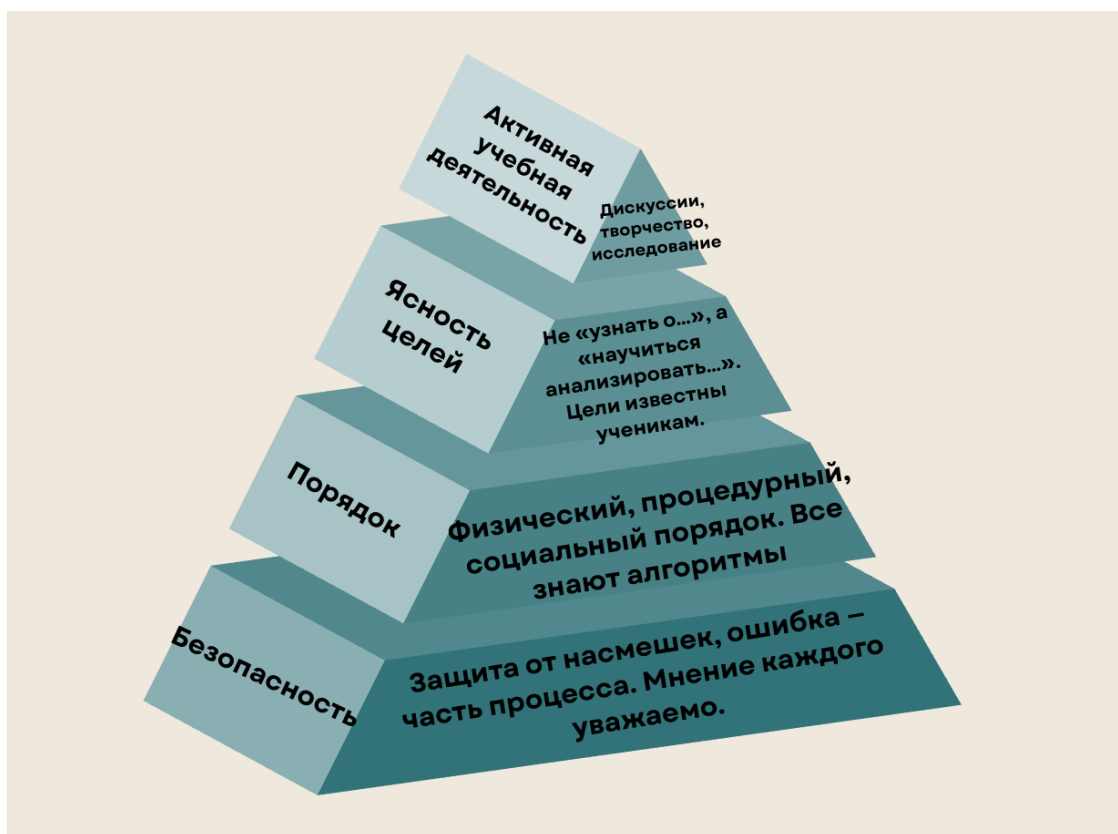 Активная
учебная
деятельность
Дискуссии,
творчество,
исследование
Ясность
целей
Не «узнать о...», а
«научиться
анализировать...».
Цели известны
ученикам.
Порядок
Физический, процедурный,
социальный порядок. Все
знают алгоритмы
Безопасность
Защита от насмешек, ошибка –
часть процесса. Мнение каждого
уважаемо.